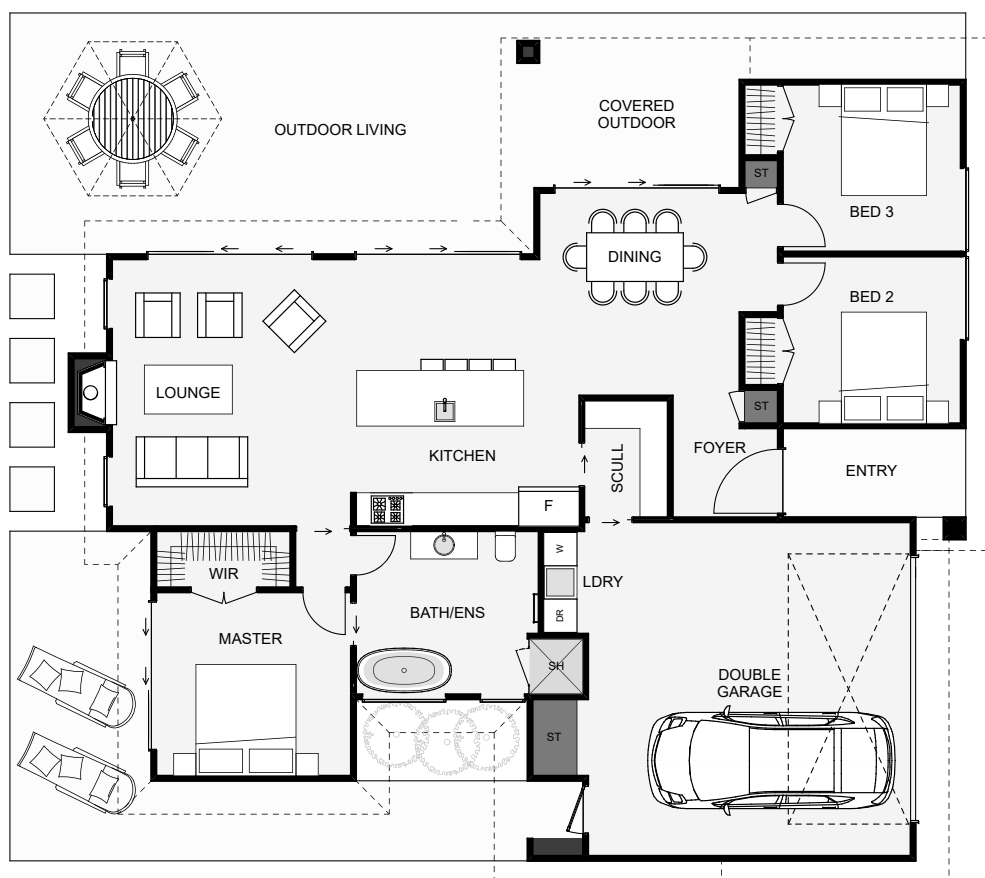 OUTDOOR LIVING
COVERED
OUTDOOR
ST
BED 3
DINING
BED 2
LOUNGE
ST
KITCHEN
SCULL
FOYER
ENTRY
F
W
WIR
LDRY
BATH/ENS
DR
MASTER
SH
DOUBLE
GARAGE
ST